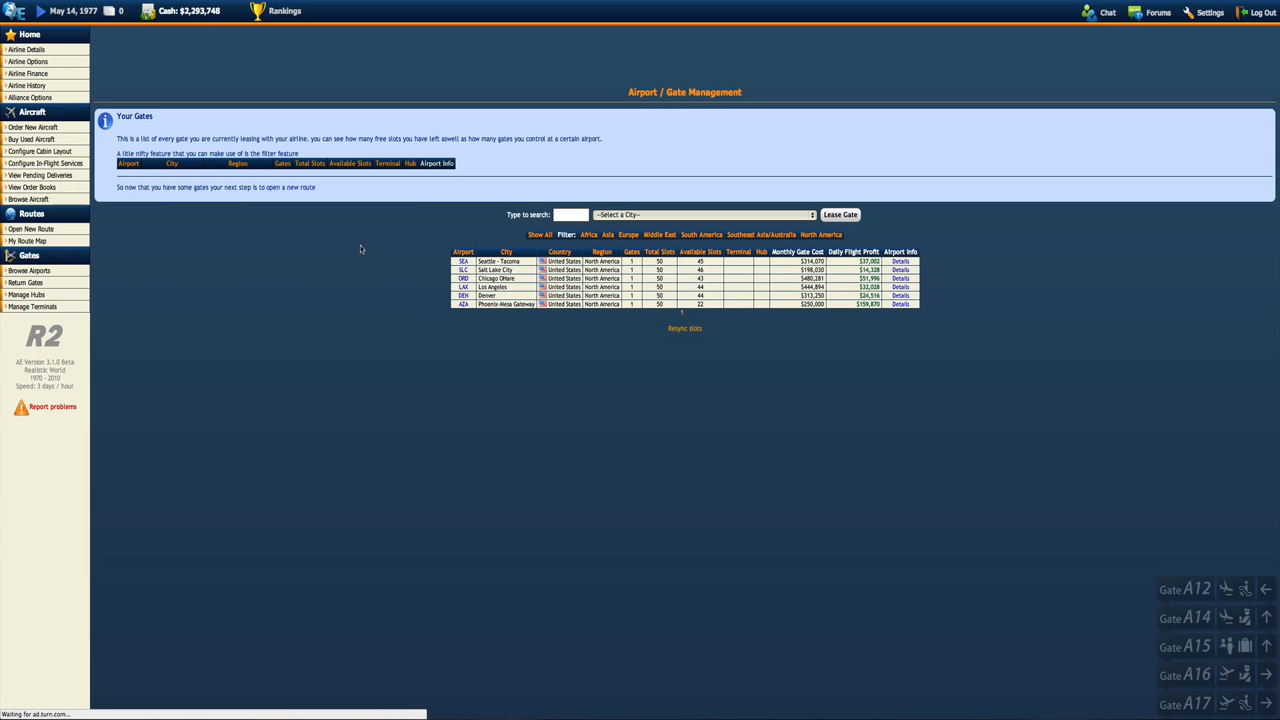 AE May 14, 1977 0 Cash: $2,293,748 Rankings Chat Forums Settings Log Out
Home
Airline Details
Airline Options
Airline Finance
Airline History
Alliance Options
Aircraft
Order New Aircraft
Buy Used Aircraft
Configure Cabin Layout
Configure In-Flight Services
View Pending Deliveries
View Order Books
Browse Aircraft
Routes
Open New Route
My Route Map
Gates
Browse Airports
Return Gates
Manage Hubs
Manage Terminals
R2
AE Version 3.1.0 Beta
Realistic World
1970 - 2010
Speed: 3 days / hour
Report problems
Airport / Gate Management
Your Gates
This is a list of every gate you are currently leasing with your airline. you can see how many free slots you have left aswell as how many gates you control at a certain airport.
A litle nifty feature that you can make use of is the filter feature
Airport City Region Gates Total Slots Available Slots Terminal Hub Airport Info
So now that you have some gates your next step is to open a new route
Type to search: --Select a City-- Lease Gate
Show All Filter: Africa Asia Europe Middle East South America Southeast Asia/Australia North America
Airport City Country Region Gates Total Slots Available Slots Terminal Hub Monthly Gate Cost Daily Flight Profit Airport Info
SEA Seattle - Tacoma United States North America 1 50 45 $314,070 $37,002 Details
SLC Salt Lake City United States North America 1 50 46 $198,030 $14,328 Details
ORD Chicago OHare United States North America 1 50 43 $480,281 $51,996 Details
LAX Los Angeles United States North America 1 50 44 $444,894 $32,028 Details
DEN Denver United States North America 1 50 44 $313,250 $24,516 Details
AZA Phoenix-Mesa Gateway United States North America 1 50 22 $250,000 $159,870 Details
1
Resync slots
Gate A12
Gate A14
Gate A15
Gate A16
Gate A17
Waiting for ad.turn.com...